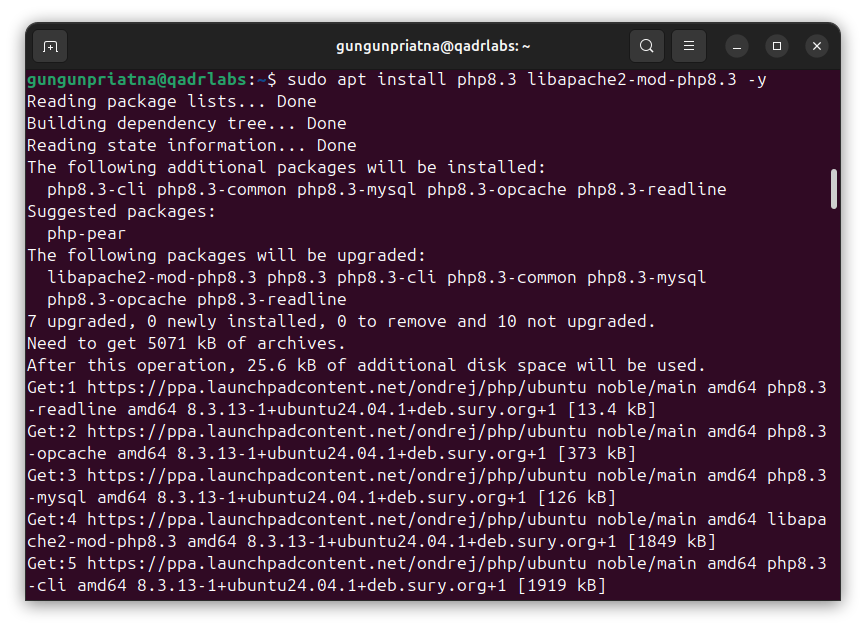 gungunpriatna@qadrlabs: ~
gungunpriatna@qadrlabs:~$ sudo apt install php8.3 libapache2-mod-php8.3 -y
Reading package lists... Done
Building dependency tree... Done
Reading state information... Done
The following additional packages will be installed:
  php8.3-cli php8.3-common php8.3-mysql php8.3-opcache php8.3-readline
Suggested packages:
  php-pear
The following packages will be upgraded:
  libapache2-mod-php8.3 php8.3 php8.3-cli php8.3-common php8.3-mysql
  php8.3-opcache php8.3-readline
7 upgraded, 0 newly installed, 0 to remove and 10 not upgraded.
Need to get 5071 kB of archives.
After this operation, 25.6 kB of additional disk space will be used.
Get:1 https://ppa.launchpadcontent.net/ondrej/php/ubuntu noble/main amd64 php8.3
-readline amd64 8.3.13-1+ubuntu24.04.1+deb.sury.org+1 [13.4 kB]
Get:2 https://ppa.launchpadcontent.net/ondrej/php/ubuntu noble/main amd64 php8.3
-opcache amd64 8.3.13-1+ubuntu24.04.1+deb.sury.org+1 [373 kB]
Get:3 https://ppa.launchpadcontent.net/ondrej/php/ubuntu noble/main amd64 php8.3
-mysql amd64 8.3.13-1+ubuntu24.04.1+deb.sury.org+1 [126 kB]
Get:4 https://ppa.launchpadcontent.net/ondrej/php/ubuntu noble/main amd64 libapa
che2-mod-php8.3 amd64 8.3.13-1+ubuntu24.04.1+deb.sury.org+1 [1849 kB]
Get:5 https://ppa.launchpadcontent.net/ondrej/php/ubuntu noble/main amd64 php8.3
-cli amd64 8.3.13-1+ubuntu24.04.1+deb.sury.org+1 [1919 kB]